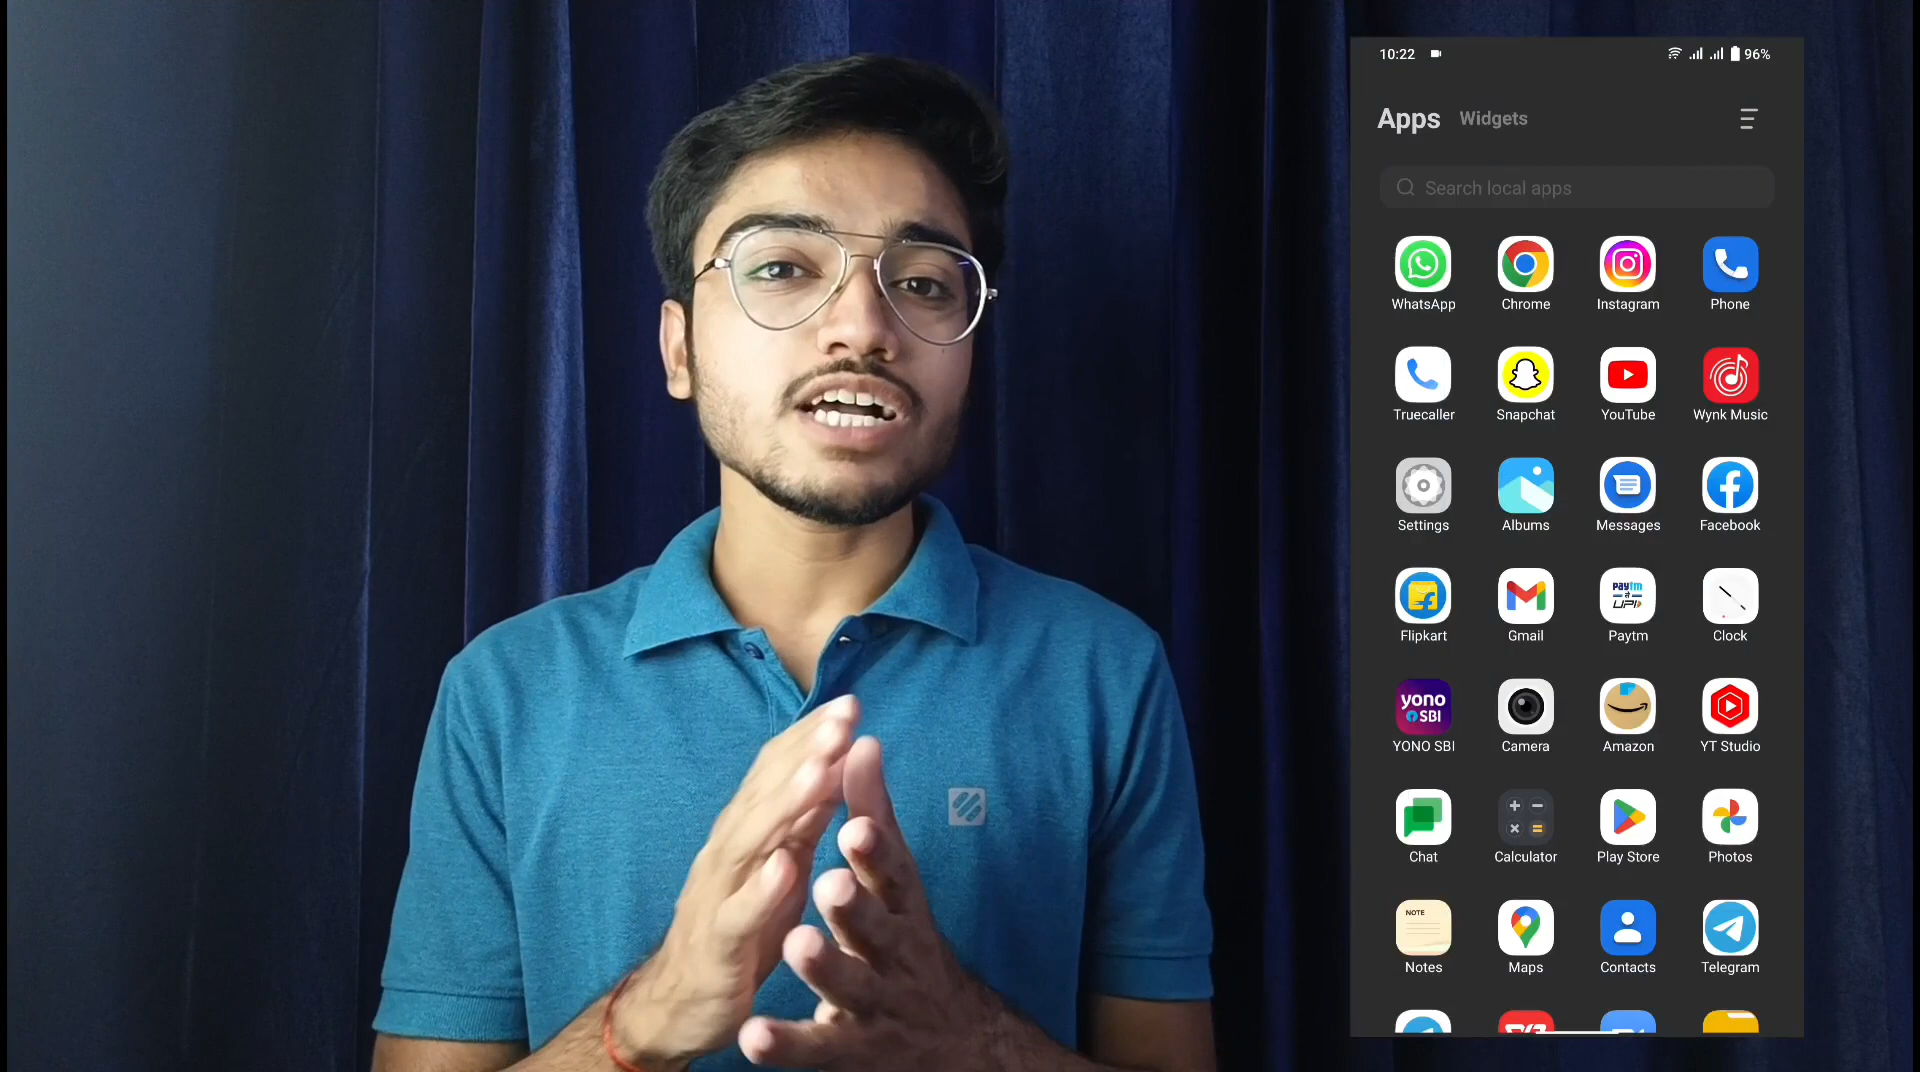 10:22 96%
Apps Widgets
Search local apps
WhatsApp Chrome Instagram Phone
Truecaller Snapchat YouTube Wynk Music
Settings Albums Messages Facebook
paytm
से
UPI
Flipkart Gmail Paytm Clock
yono
SBI
YONO SBI Camera Amazon YT Studio
Chat Calculator Play Store Photos
NOTE
Notes Maps Contacts Telegram